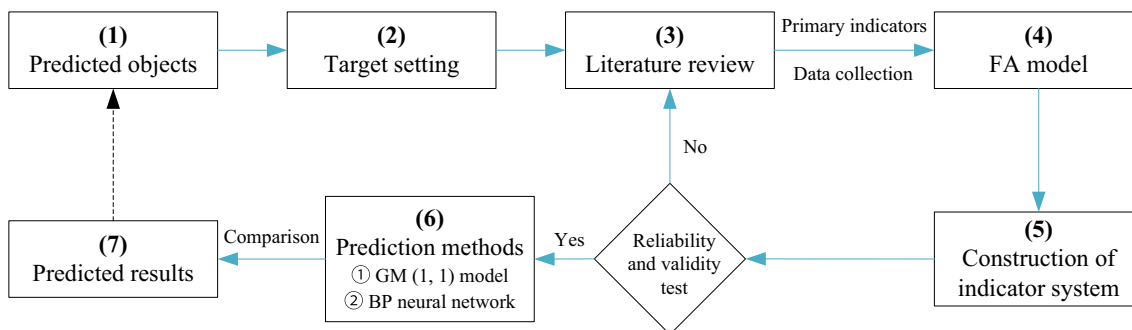 (1)
Predicted objects
(2)
Target setting
(3)
Literature review
Primary indicators
Data collection
(4)
FA model
No
(5)
Construction of
indicator system
Reliability
and validity
test
Yes
(6)
Prediction methods
① GM (1, 1) model
② BP neural network
Comparison
(7)
Predicted results